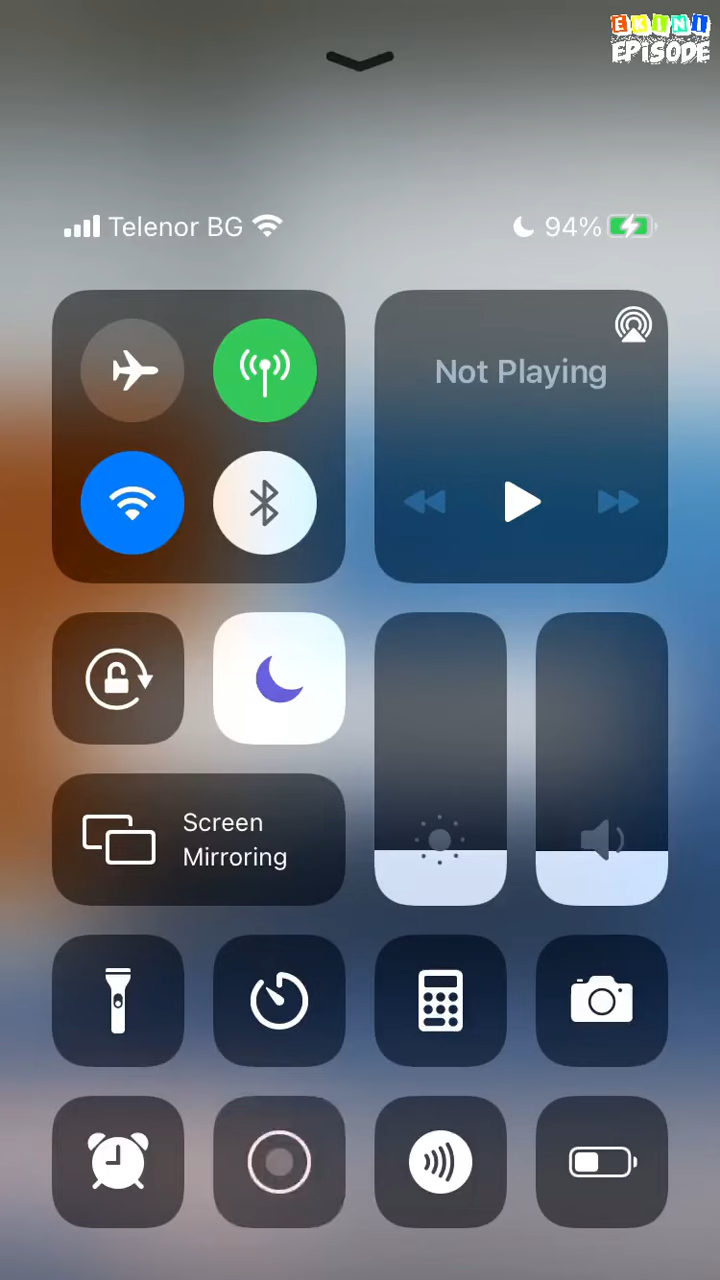 EKINI
EPISODE
Telenor BG
94%
Not Playing
Screen
Mirroring